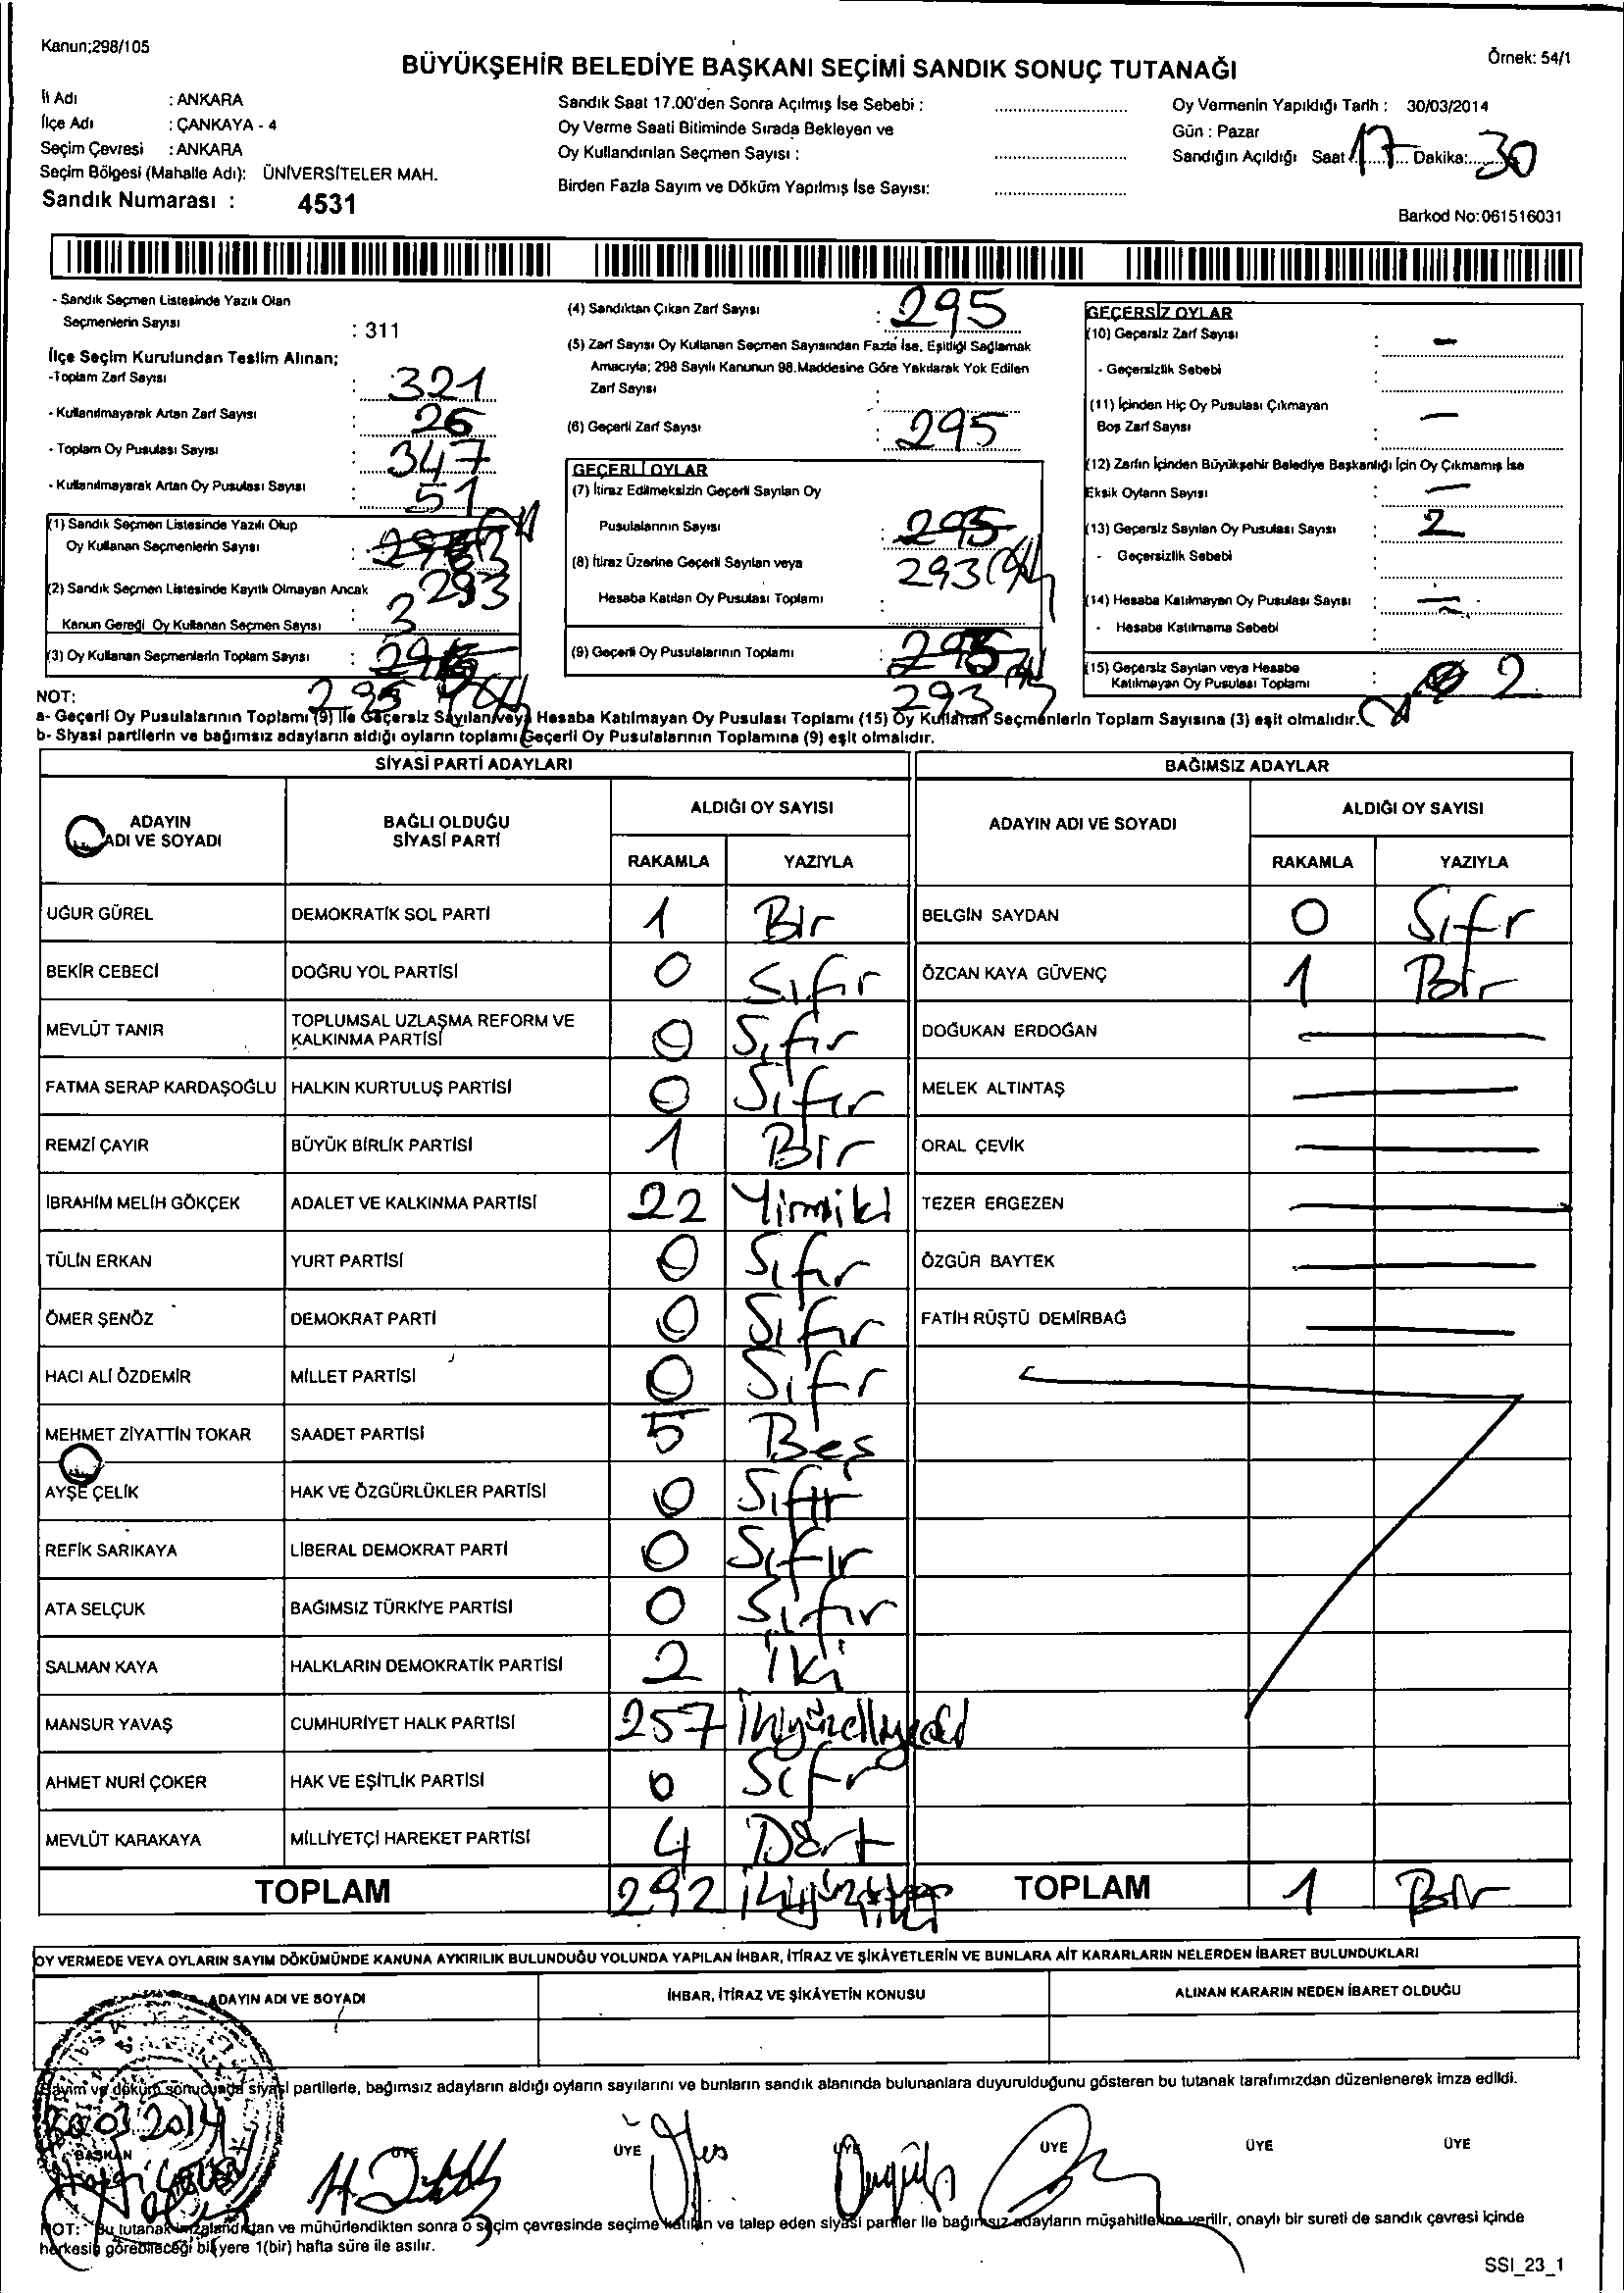 Kanun;298/105
Örnek: 54/1
BÜYÜKŞEHİR BELEDİYE BAŞKANI SEÇİMİ SANDIK SONUÇ TUTANAĞI
İl Adı : ANKARA
İlçe Adı : ÇANKAYA - 4
Seçim Çevresi : ANKARA
Seçim Bölgesi (Mahalle Adı): ÜNİVERSİTELER MAH.
Sandık Numarası : 4531
Sandık Saat 17.00'den Sonra Açılmış İse Sebebi :
Oy Verme Saati Bitiminde Sırada Bekleyen ve
Oy Kullandırılan Seçmen Sayısı :
Birden Fazla Sayım ve Döküm Yapılmış İse Sayısı:
Oy Vermenin Yapıldığı Tarih : 30/03/2014
Gün : Pazar
Sandığın Açıldığı Saat 17 Dakika: 30
Barkod No:061516031
- Sandık Seçmen Listesinde Yazılı Olan
Seçmenlerin Sayısı : 311
İlçe Seçim Kurulundan Teslim Alınan;
-Toplam Zarf Sayısı : 321
- Kullanılmayarak Artan Zarf Sayısı : 26
- Toplam Oy Pusulası Sayısı : 347
- Kullanılmayarak Artan Oy Pusulası Sayısı : 51
(1) Sandık Seçmen Listesinde Yazılı Olup
Oy Kullanan Seçmenlerin Sayısı : 293
(2) Sandık Seçmen Listesinde Kayıtlı Olmayan Ancak
Kanun Gereği Oy Kullanan Seçmen Sayısı : 2
(3) Oy Kullanan Seçmenlerin Toplam Sayısı :
295
(4) Sandıktan Çıkan Zarf Sayısı : 295
(5) Zarf Sayısı Oy Kullanan Seçmen Sayısından Fazla İse, Eşitliği Sağlamak
Amacıyla; 298 Sayılı Kanunun 98.Maddesine Göre Yakılarak Yok Edilen
Zarf Sayısı :
(6) Geçerli Zarf Sayısı : 295
GEÇERLİ OYLAR
(7) İtiraz Edilmeksizin Geçerli Sayılan Oy
Pusulalarının Sayısı : 295
293
(8) İtiraz Üzerine Geçerli Sayılan veya
Hesaba Katılan Oy Pusulası Toplamı :
(9) Geçerli Oy Pusulalarının Toplamı : 295
293
GEÇERSİZ OYLAR
(10) Geçersiz Zarf Sayısı : -
- Geçersizlik Sebebi :
(11) İçinden Hiç Oy Pusulası Çıkmayan
Boş Zarf Sayısı : -
(12) Zarfın İçinden Büyükşehir Belediye Başkanlığı İçin Oy Çıkmamış İse
Eksik Oyların Sayısı : -
(13) Geçersiz Sayılan Oy Pusulası Sayısı : 2
- Geçersizlik Sebebi :
(14) Hesaba Katılmayan Oy Pusulası Sayısı : -
- Hesaba Katılmama Sebebi :
(15) Geçersiz Sayılan veya Hesaba
Katılmayan Oy Pusulası Toplamı : 2
NOT:
a- Geçerli Oy Pusulalarının Toplamı (9) ile Geçersiz Sayılan veya Hesaba Katılmayan Oy Pusulası Toplamı (15) Oy Kullanan Seçmenlerin Toplam Sayısına (3) eşit olmalıdır.
b- Siyasi partilerin ve bağımsız adayların aldığı oyların toplamı Geçerli Oy Pusulalarının Toplamına (9) eşit olmalıdır.
SİYASİ PARTİ ADAYLARI
ADAYIN ADI VE SOYADI BAĞLI OLDUĞU SİYASİ PARTİ ALDIĞI OY SAYISI
RAKAMLA YAZIYLA
UĞUR GÜREL DEMOKRATİK SOL PARTİ 1 Bir
BEKİR CEBECİ DOĞRU YOL PARTİSİ 0 Sıfır
MEVLÜT TANIR TOPLUMSAL UZLAŞMA REFORM VE KALKINMA PARTİSİ 0 Sıfır
FATMA SERAP KARDAŞOĞLU HALKIN KURTULUŞ PARTİSİ 0 Sıfır
REMZİ ÇAYIR BÜYÜK BİRLİK PARTİSİ 1 Bir
İBRAHİM MELİH GÖKÇEK ADALET VE KALKINMA PARTİSİ 22 Yirmiki
TÜLİN ERKAN YURT PARTİSİ 0 Sıfır
ÖMER ŞENÖZ DEMOKRAT PARTİ 0 Sıfır
HACI ALİ ÖZDEMİR MİLLET PARTİSİ 0 Sıfr
MEHMET ZİYATTİN TOKAR SAADET PARTİSİ 5 Beş
AYŞE ÇELİK HAK VE ÖZGÜRLÜKLER PARTİSİ 0 Sıfır
REFİK SARIKAYA LİBERAL DEMOKRAT PARTİ 0 Sıfır
ATA SELÇUK BAĞIMSIZ TÜRKİYE PARTİSİ 0 Sıfır
SALMAN KAYA HALKLARIN DEMOKRATİK PARTİSİ 2 İki
MANSUR YAVAŞ CUMHURİYET HALK PARTİSİ 257 İkiyüzelliyedi
AHMET NURİ ÇOKER HAK VE EŞİTLİK PARTİSİ 0 Sıfr
MEVLÜT KARAKAYA MİLLİYETÇİ HAREKET PARTİSİ 4 Dört
TOPLAM 292
BAĞIMSIZ ADAYLAR
ADAYIN ADI VE SOYADI ALDIĞI OY SAYISI
RAKAMLA YAZIYLA
BELGİN SAYDAN 0 Sıfr
ÖZCAN KAYA GÜVENÇ 1 Bir
DOĞUKAN ERDOĞAN
MELEK ALTINTAŞ
ORAL ÇEVİK
TEZER ERGEZEN
ÖZGÜR BAYTEK
FATİH RÜŞTÜ DEMİRBAĞ
TOPLAM 1 Bir
OY VERMEDE VEYA OYLARIN SAYIM DÖKÜMÜNDE KANUNA AYKIRILIK BULUNDUĞU YOLUNDA YAPILAN İHBAR, İTİRAZ VE ŞİKÂYETLERİN VE BUNLARA AİT KARARLARIN NELERDEN İBARET BULUNDUKLARI
ADAYIN ADI VE SOYADI İHBAR, İTİRAZ VE ŞİKÂYETİN KONUSU ALINAN KARARIN NEDEN İBARET OLDUĞU
Sayım ve döküm sonucunda siyasi partilerle, bağımsız adayların aldığı oyların sayılarını ve bunların sandık alanında bulunanlara duyurulduğunu gösteren bu tutanak tarafımızdan düzenlenerek imza edildi.
30.03.2014
BAŞKAN ÜYE ÜYE ÜYE ÜYE ÜYE ÜYE
NOT: Bu tutanak imzalandıktan ve mühürlendikten sonra o seçim çevresinde seçime katılan ve talep eden siyasi partiler ile bağımsız adayların müşahitlerine verilir, onaylı bir sureti de sandık çevresi içinde
herkesin görebileceği bir yere 1(bir) hafta süre ile asılır.
SSI_23_1